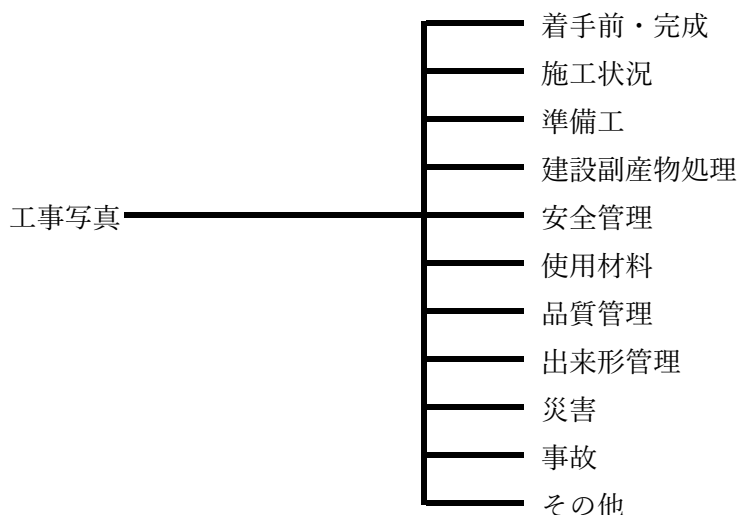 着手前・完成
施工状況
準備工
建設副産物処理
工事写真
安全管理
使用材料
品質管理
出来形管理
災害
事故
その他